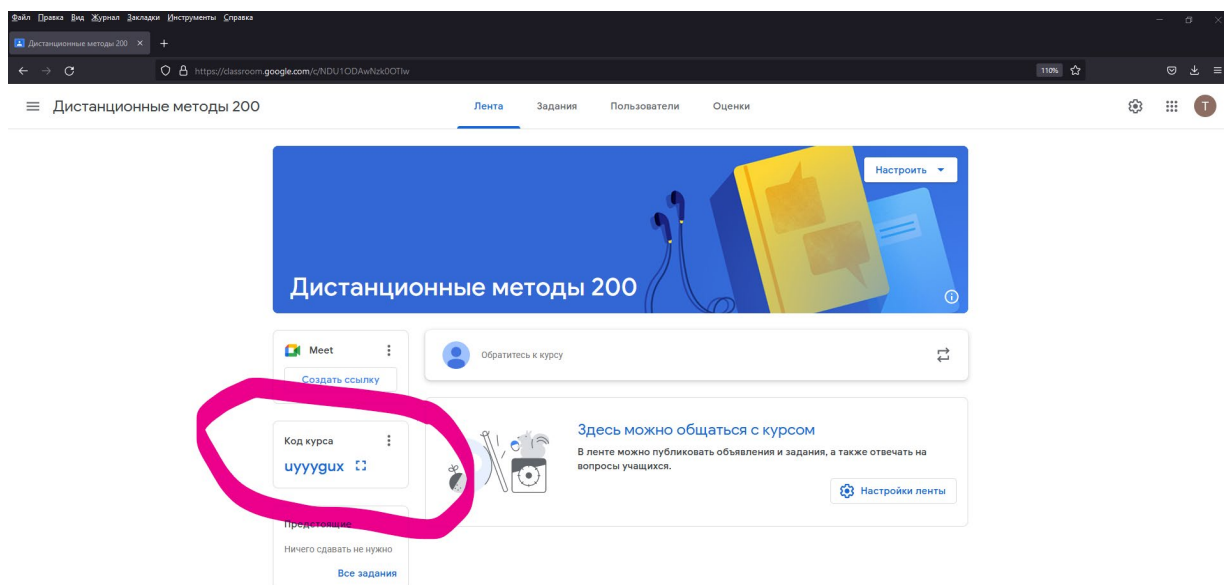 Файл Правка Вид Журнал Закладки Инструменты Справка
Дистанционные методы 200
https://classroom.google.com/c/NDU1ODAwNzk0OTIw
110%
Дистанционные методы 200
Лента Задания Пользователи Оценки
T
Настроить
Дистанционные методы 200
Meet
Создать ссылку
Обратитесь к курсу
Код курса
uyyygux
Здесь можно общаться с курсом
В ленте можно публиковать объявления и задания, а также отвечать на
вопросы учащихся.
Настройки ленты
Предстоящие
Ничего сдавать не нужно
Все задания